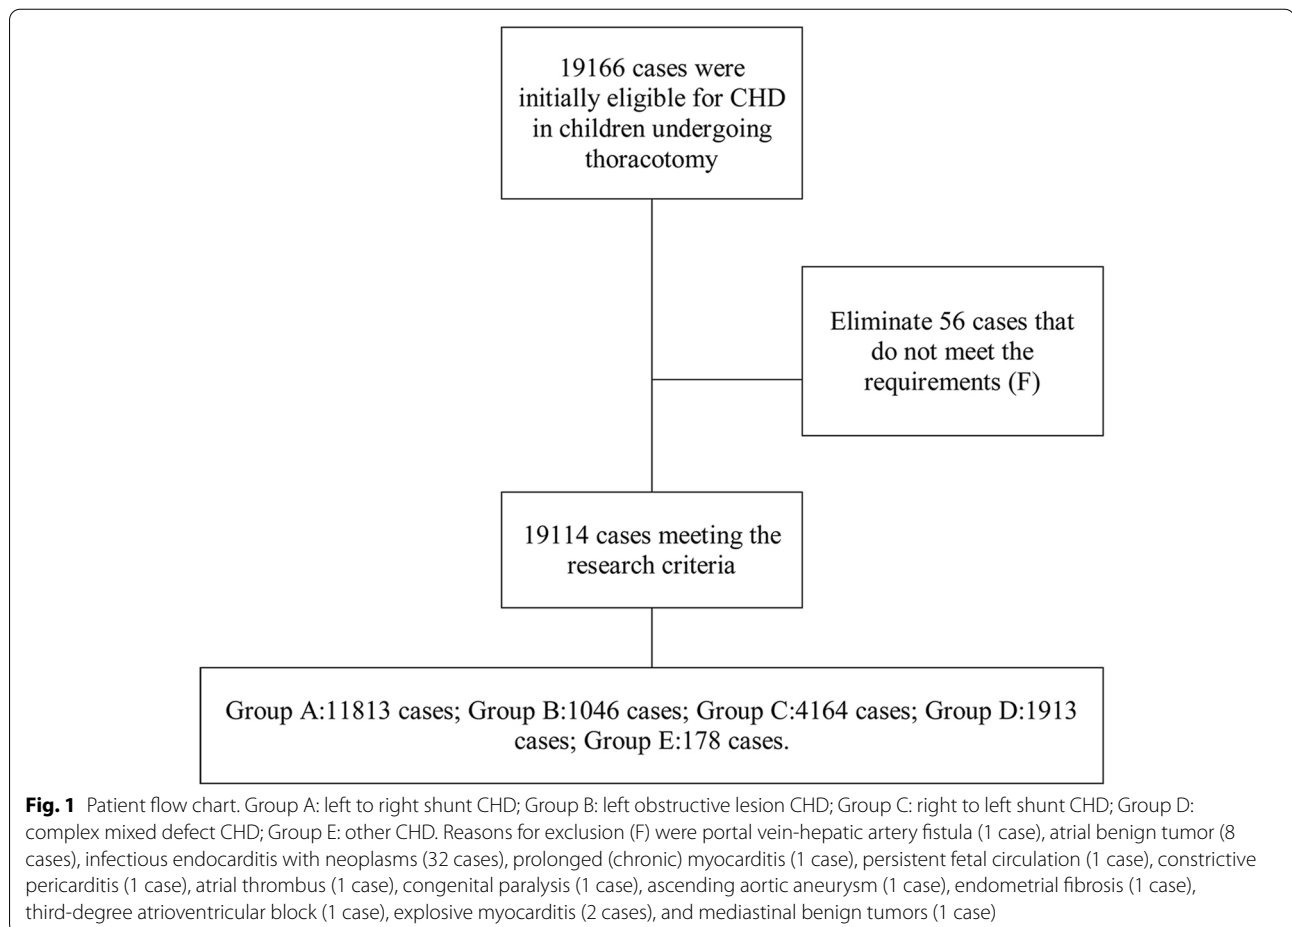 19166 cases were
initially eligible for CHD
in children undergoing
thoracotomy
Eliminate 56 cases that
do not meet the
requirements (F)
19114 cases meeting the
research criteria
Group A:11813 cases; Group B:1046 cases; Group C:4164 cases; Group D:1913
cases; Group E:178 cases.
Fig. 1 Patient flow chart. Group A: left to right shunt CHD; Group B: left obstructive lesion CHD; Group C: right to left shunt CHD; Group D:
complex mixed defect CHD; Group E: other CHD. Reasons for exclusion (F) were portal vein-hepatic artery fistula (1 case), atrial benign tumor (8
cases), infectious endocarditis with neoplasms (32 cases), prolonged (chronic) myocarditis (1 case), persistent fetal circulation (1 case), constrictive
pericarditis (1 case), atrial thrombus (1 case), congenital paralysis (1 case), ascending aortic aneurysm (1 case), endometrial fibrosis (1 case),
third-degree atrioventricular block (1 case), explosive myocarditis (2 cases), and mediastinal benign tumors (1 case)